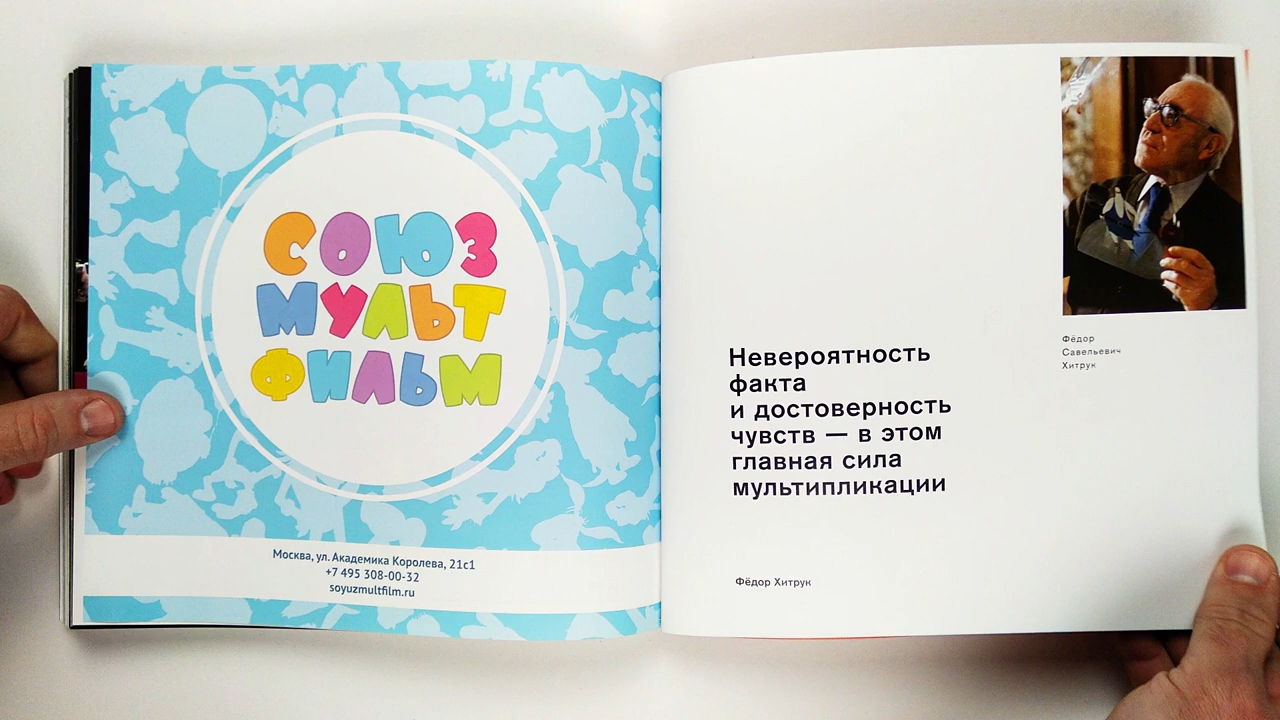 СОЮЗ
МУЛЬТ
ФИЛЬМ
Москва, ул. Академика Королева, 21с1
+7 495 308-00-32
soyuzmultfilm.ru
Невероятность
факта
и достоверность
чувств — в этом
главная сила
мультипликации
Фёдор Хитрук
Фёдор
Савельевич
Хитрук